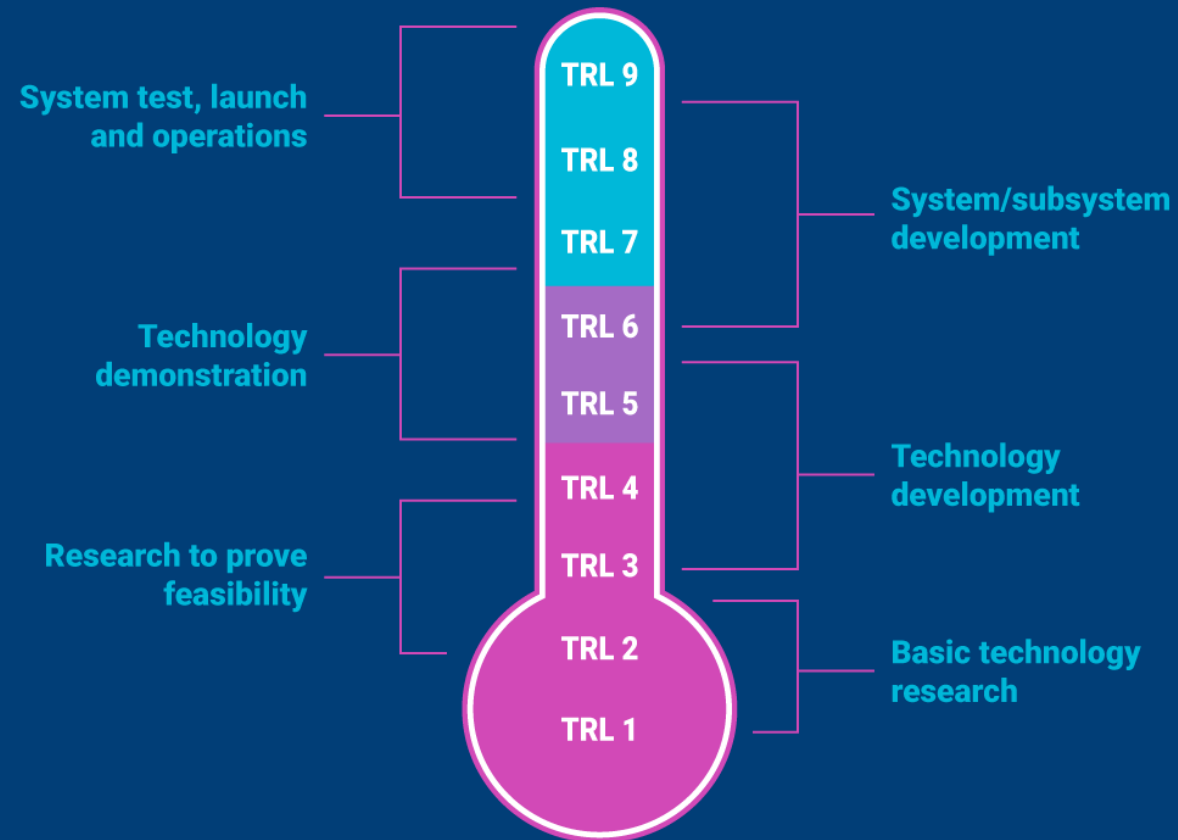 System test, launch
and operations
Technology
demonstration
Research to prove
feasibility
TRL 9
TRL 8
TRL 7
TRL 6
TRL 5
TRL 4
TRL 3
TRL 2
TRL 1
System/subsystem
development
Technology
development
Basic technology
research